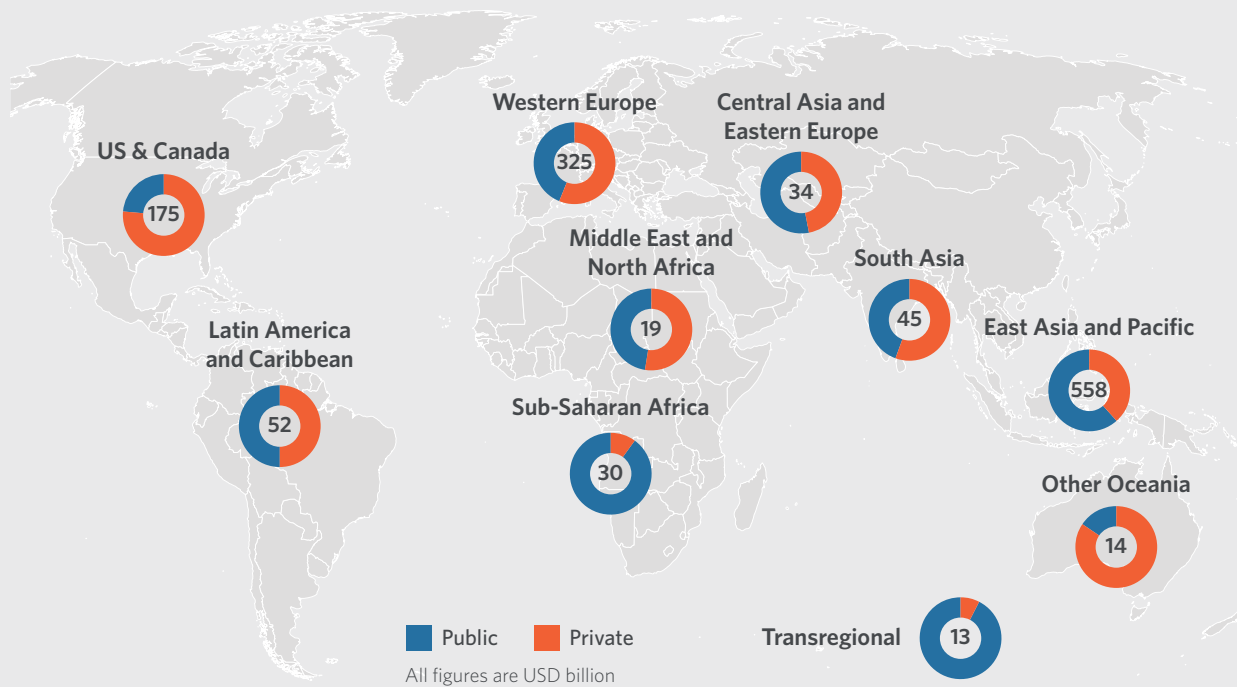 US & Canada
175
Western Europe
325
Central Asia and
Eastern Europe
34
Middle East and
North Africa
19
South Asia
45
East Asia and Pacific
558
Latin America
and Caribbean
52
Sub-Saharan Africa
30
Other Oceania
14
Transregional
13
Public
Private
All figures are USD billion